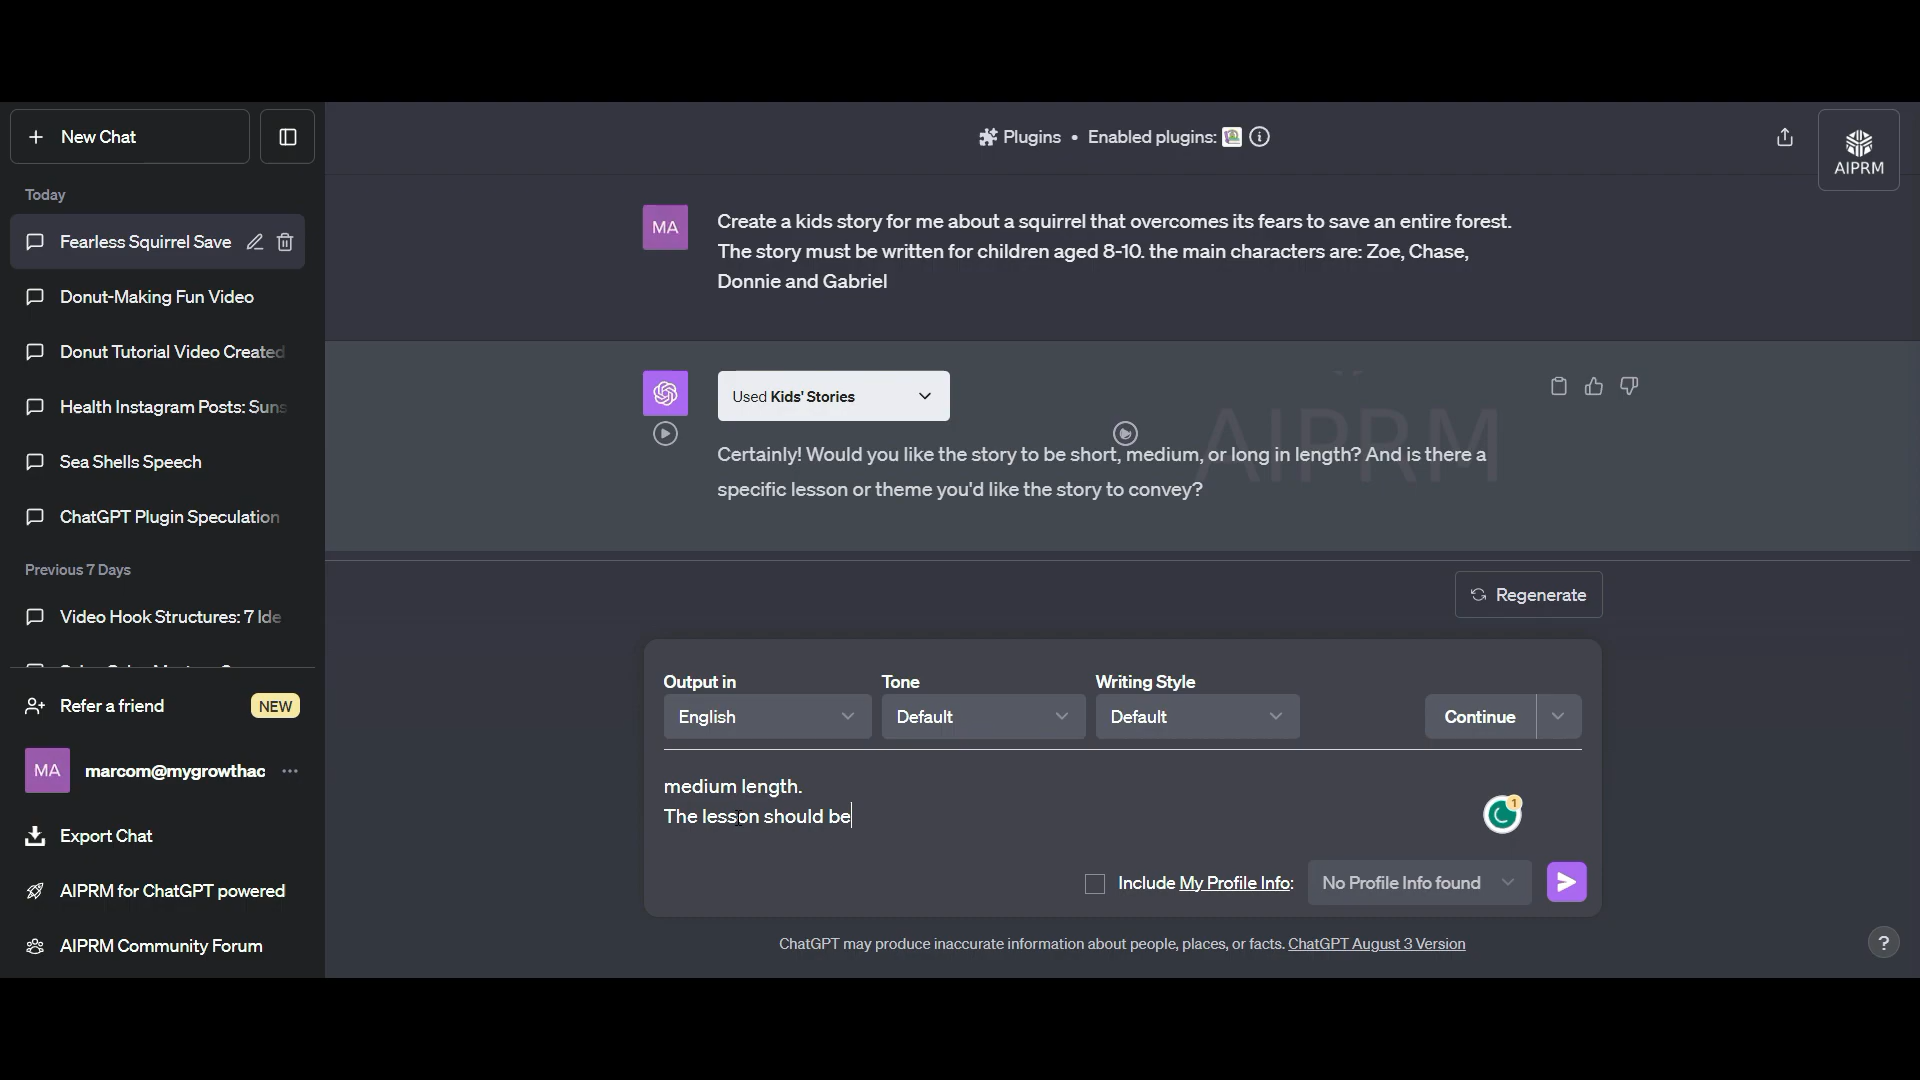 New Chat
Today
Fearless Squirrel Save
Donut-Making Fun Video
Donut Tutorial Video Created
Health Instagram Posts: Suns
Sea Shells Speech
ChatGPT Plugin Speculation
Previous 7 Days
Video Hook Structures: 7 Ide
Refer a friend
NEW
MA
marcom@mygrowthac
Export Chat
AIPRM for ChatGPT powered
AIPRM Community Forum
Plugins • Enabled plugins:
AIPRM
MA
Create a kids story for me about a squirrel that overcomes its fears to save an entire forest.
The story must be written for children aged 8-10. the main characters are: Zoe, Chase,
Donnie and Gabriel
Used Kids' Stories
AIPRM
Certainly! Would you like the story to be short, medium, or long in length? And is there a
specific lesson or theme you'd like the story to convey?
Regenerate
Output in
Tone
Writing Style
English
Default
Default
Continue
medium length.
The lesson should be
1
Include My Profile Info:
No Profile Info found
ChatGPT may produce inaccurate information about people, places, or facts. ChatGPT August 3 Version
?